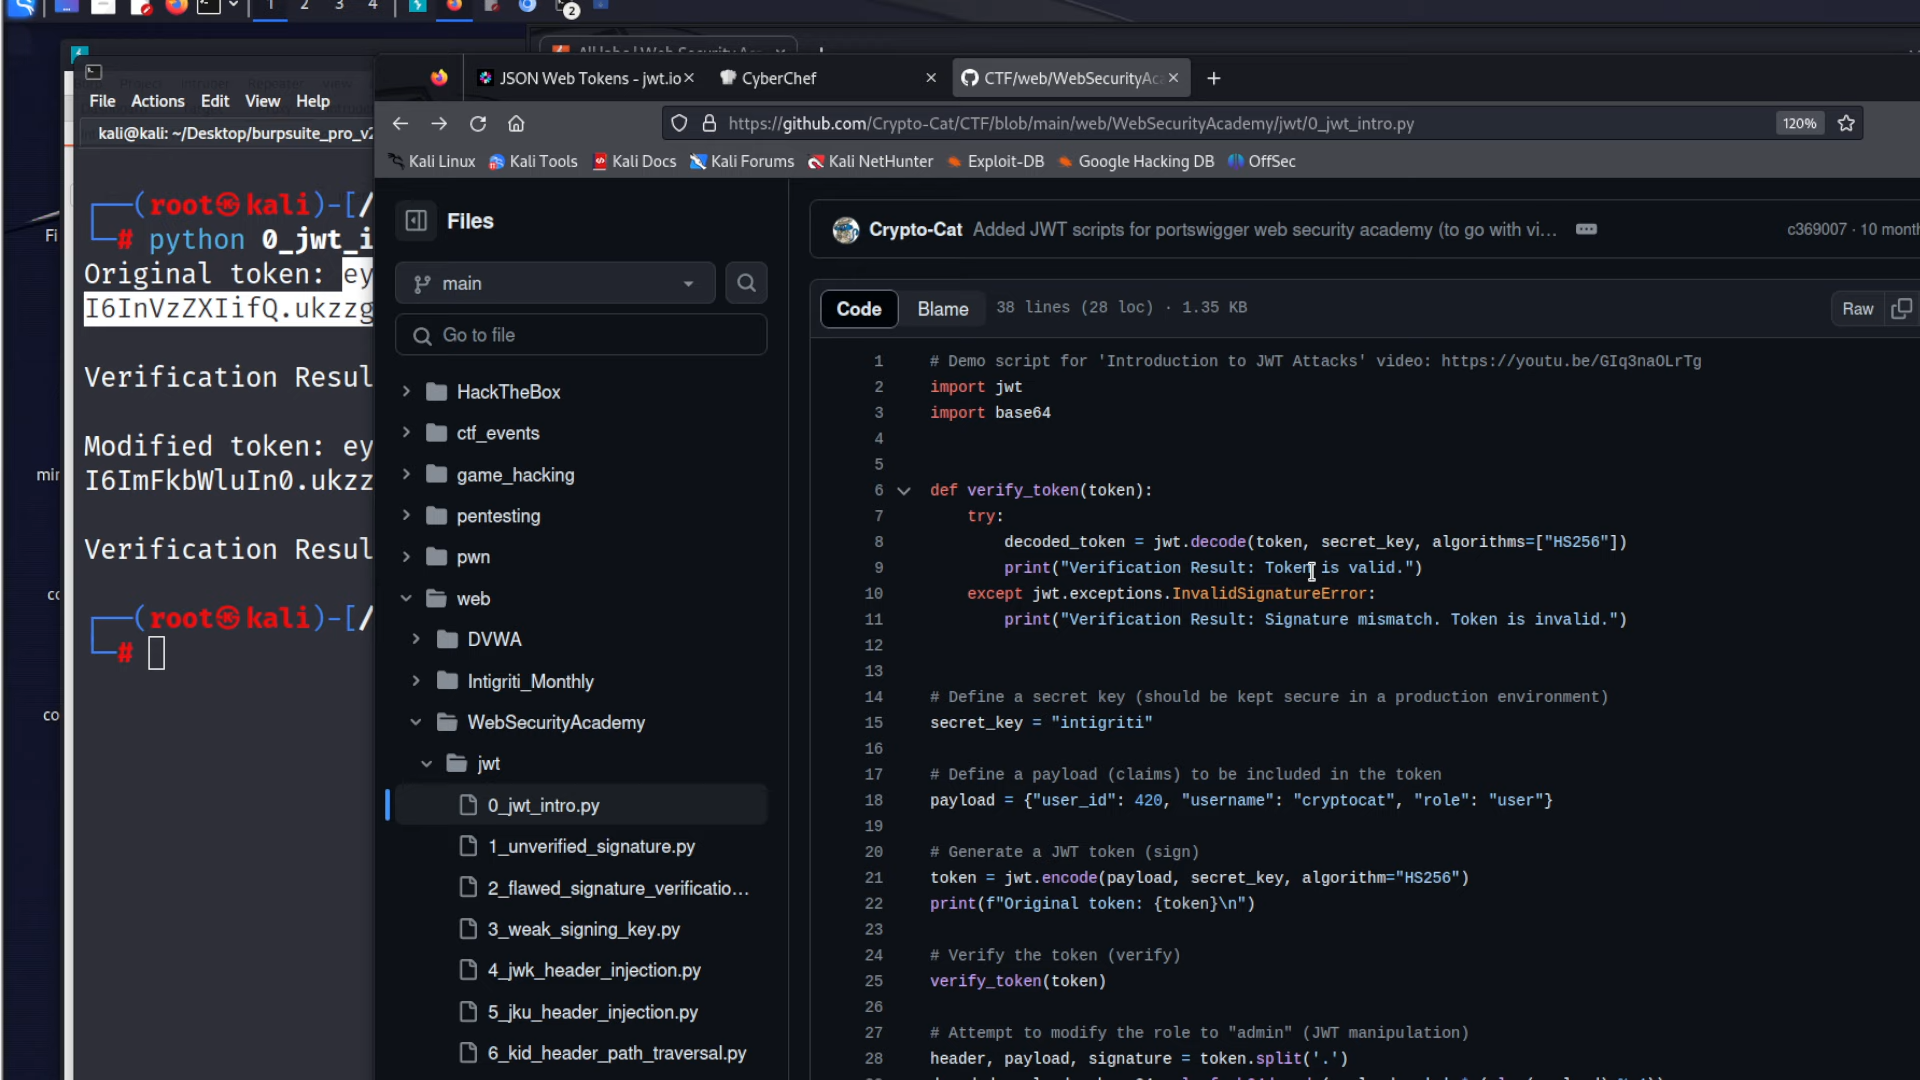 1 2 3 4
2
JSON Web Tokens - jwt.io
CyberChef
CTF/web/WebSecurityAc
File Actions Edit View Help
https://github.com/Crypto-Cat/CTF/blob/main/web/WebSecurityAcademy/jwt/0_jwt_intro.py
120%
kali@kali: ~/Desktop/burpsuite_pro_v2
Kali Linux Kali Tools Kali Docs Kali Forums Kali NetHunter Exploit-DB Google Hacking DB OffSec
(root㉿kali)-[/
# python 0_jwt_i
Original token: ey
I6InVzZXIifQ.ukzzg
Verification Resul
Modified token: ey
I6ImFkbWluIn0.ukzz
Verification Resul
(root㉿kali)-[/
#
Files
main
Go to file
HackTheBox
ctf_events
game_hacking
pentesting
pwn
web
DVWA
Intigriti_Monthly
WebSecurityAcademy
jwt
0_jwt_intro.py
1_unverified_signature.py
2_flawed_signature_verificatio...
3_weak_signing_key.py
4_jwk_header_injection.py
5_jku_header_injection.py
6_kid_header_path_traversal.py
Crypto-Cat Added JWT scripts for portswigger web security academy (to go with vi...
c369007 · 10 month
Code Blame 38 lines (28 loc) · 1.35 KB
Raw
1 # Demo script for 'Introduction to JWT Attacks' video: https://youtu.be/GIq3naOLrTg
2 import jwt
3 import base64
4
5
6 def verify_token(token):
7 try:
8 decoded_token = jwt.decode(token, secret_key, algorithms=["HS256"])
9 print("Verification Result: Token is valid.")
10 except jwt.exceptions.InvalidSignatureError:
11 print("Verification Result: Signature mismatch. Token is invalid.")
12
13
14 # Define a secret key (should be kept secure in a production environment)
15 secret_key = "intigriti"
16
17 # Define a payload (claims) to be included in the token
18 payload = {"user_id": 420, "username": "cryptocat", "role": "user"}
19
20 # Generate a JWT token (sign)
21 token = jwt.encode(payload, secret_key, algorithm="HS256")
22 print(f"Original token: {token}\n")
23
24 # Verify the token (verify)
25 verify_token(token)
26
27 # Attempt to modify the role to "admin" (JWT manipulation)
28 header, payload, signature = token.split('.')